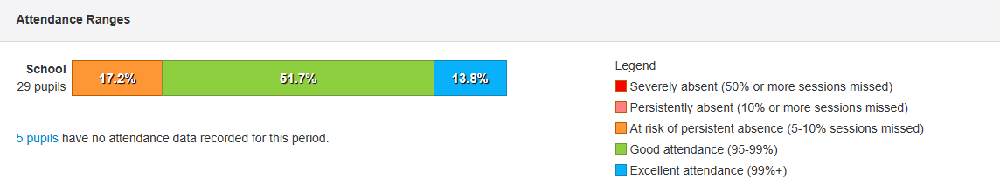 Attendance Ranges
School
29 pupils
17.2%
51.7%
13.8%
5 pupils have no attendance data recorded for this period.
Legend
Severely absent (50% or more sessions missed)
Persistently absent (10% or more sessions missed)
At risk of persistent absence (5-10% sessions missed)
Good attendance (95-99%)
Excellent attendance (99%+)